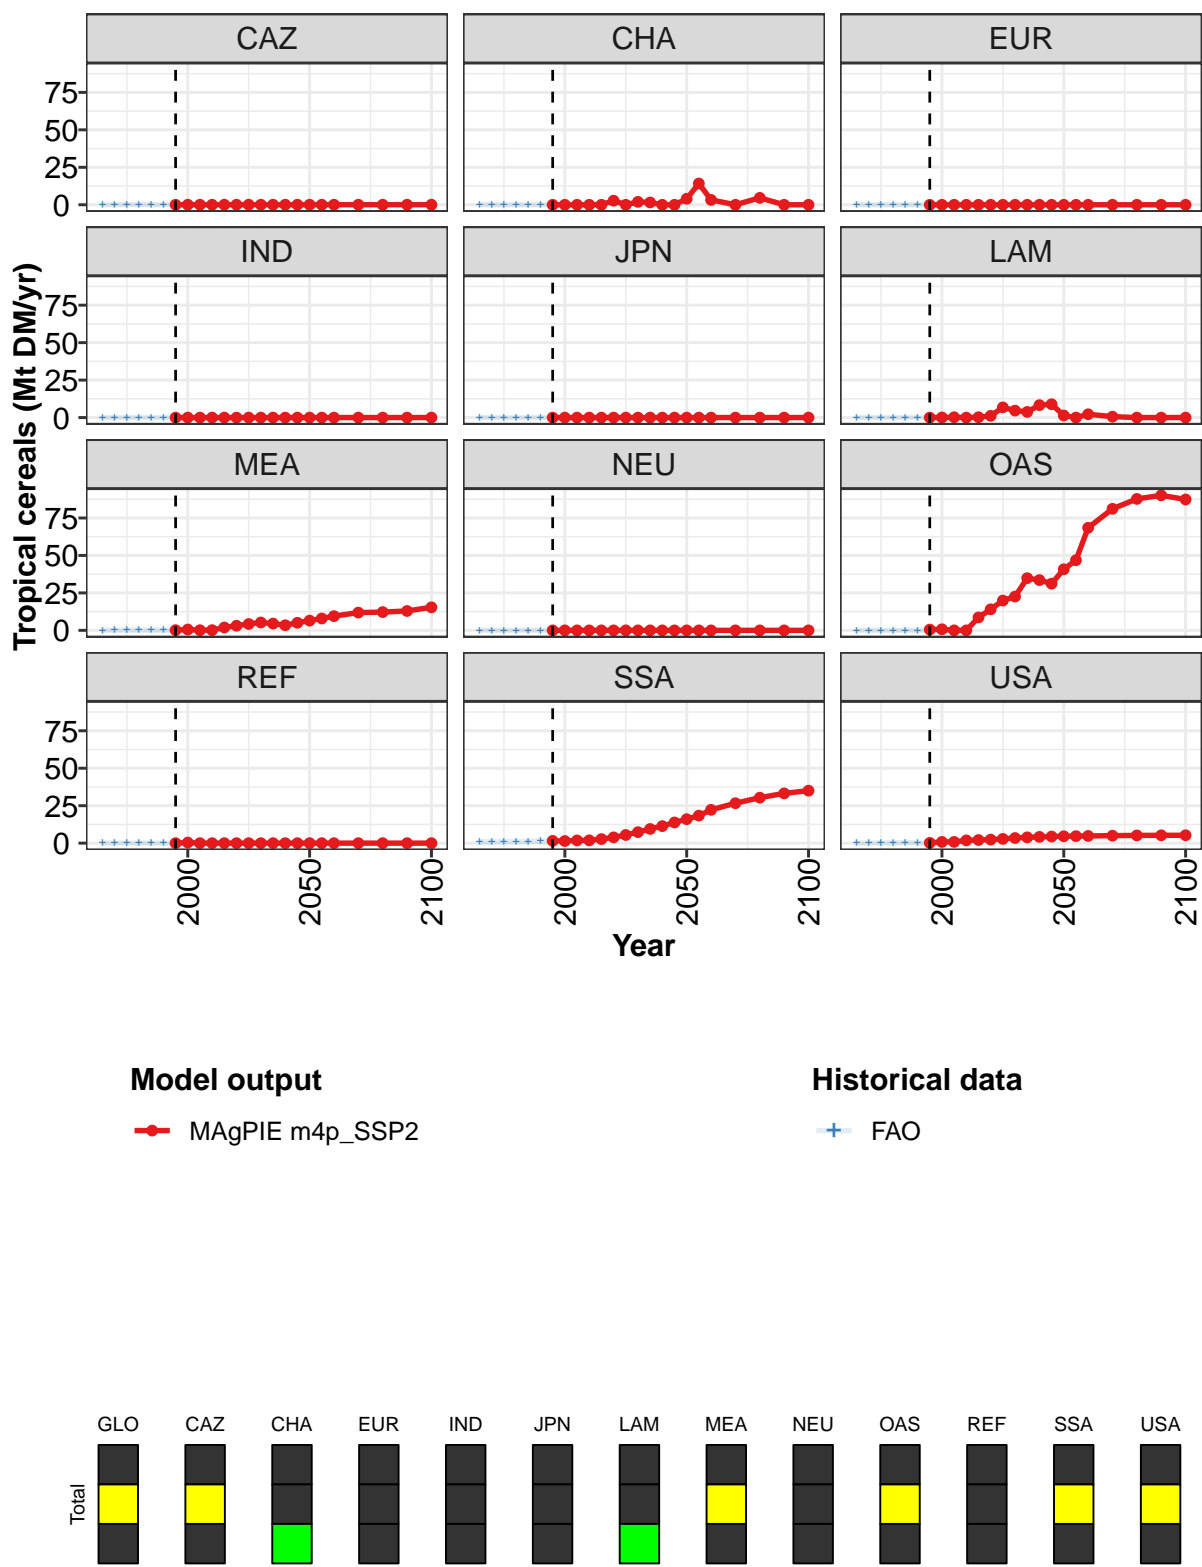 CAZ CHA EUR
75
50
25
0
IND JPN LAM
75
50
25
0
MEA NEU OAS
75
50
25
0
REF SSA USA
75
50
25
0
Tropical cereals (Mt DM/yr)
2000 2050 2100 2000 2050 2100 2000 2050 2100
Year
Model output Historical data
MAgPIE m4p_SSP2 FAO
GLO CAZ CHA EUR IND JPN LAM MEA NEU OAS REF SSA USA
Total